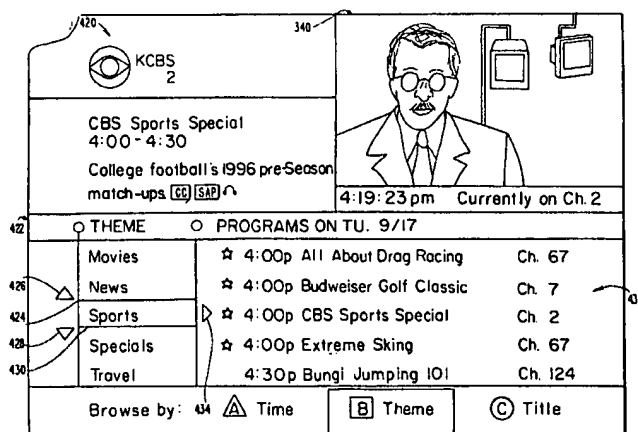 420
340
KCBS
2
CBS Sports Special
4:00-4:30
College football's 1996 pre-Season
match-ups. CC SAP
4:19:23 pm Currently on Ch. 2
422 THEME PROGRAMS ON TU. 9/17
Movies ☆ 4:00p All About Drag Racing Ch. 67
426 News ☆ 4:00p Budweiser Golf Classic Ch. 7
424 Sports ☆ 4:00p CBS Sports Special Ch. 2
428 Specials ☆ 4:00p Extreme Sking Ch. 67
430 Travel 4:30p Bungi Jumping 101 Ch. 124
Browse by: 434 A Time B Theme C Title